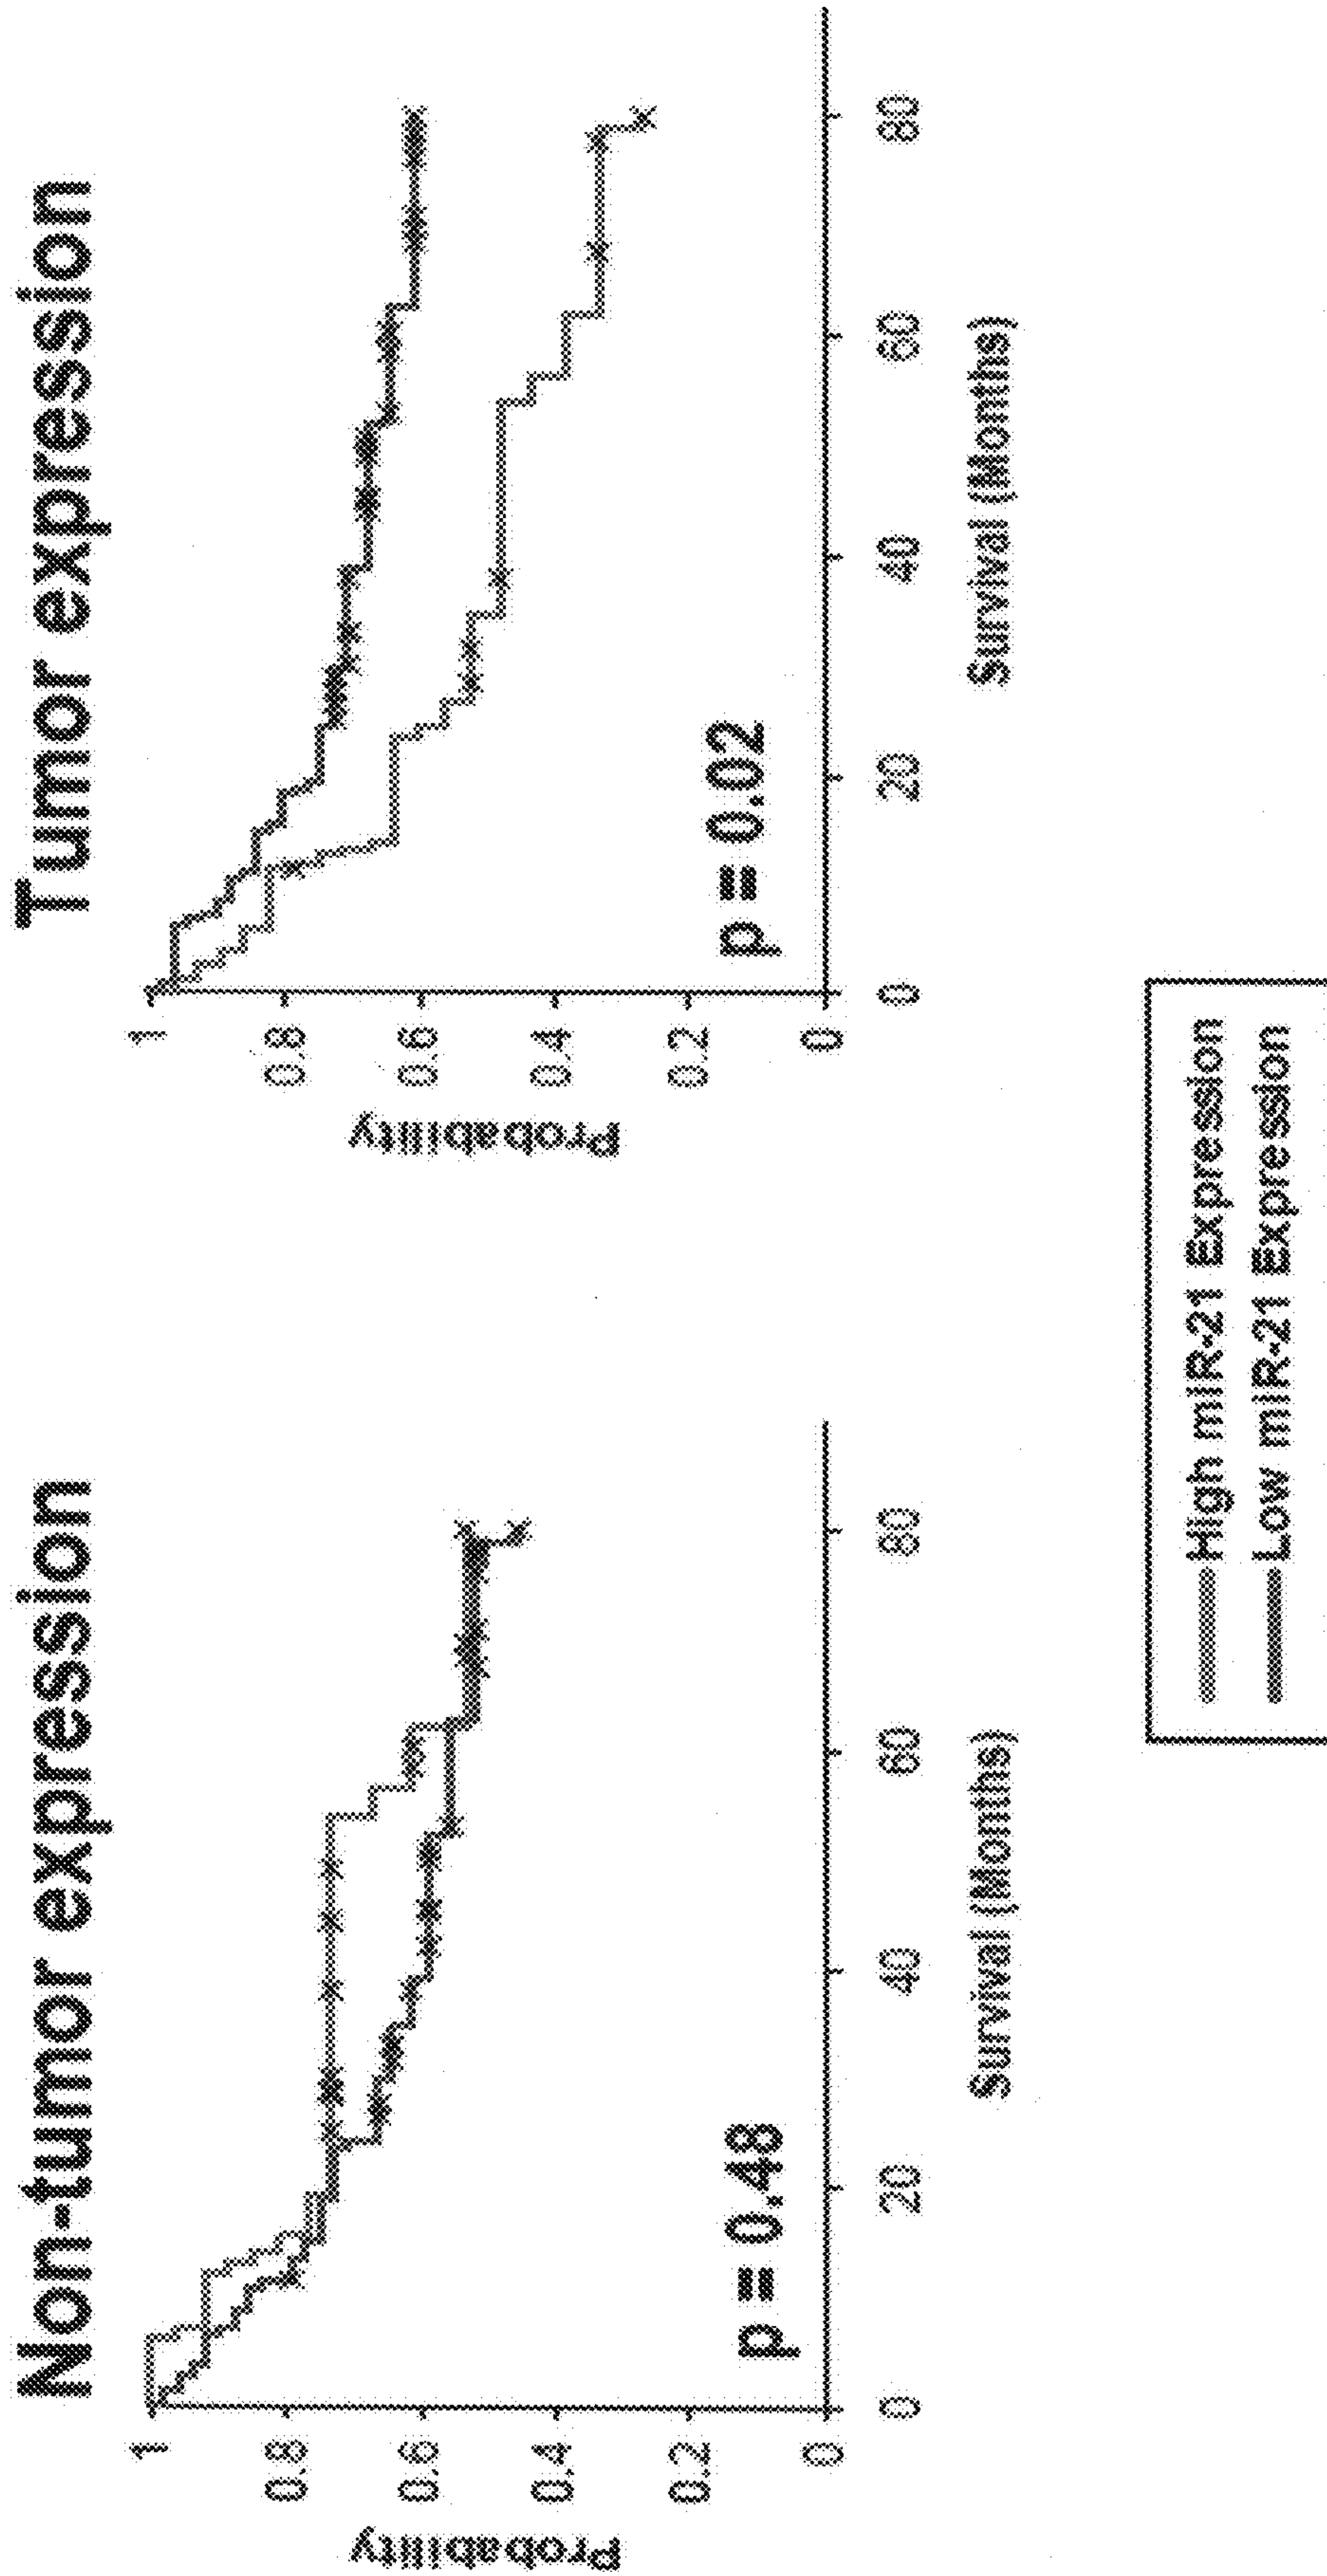 Non-tumor expression
Probability
1
0.8
0.6
0.4
0.2
0
p = 0.48
0 20 40 60 80
Survival (Months)
Tumor expression
Probability
1
0.8
0.6
0.4
0.2
0
p = 0.02
0 20 40 60 80
Survival (Months)
High miR-21 Expression
Low miR-21 Expression